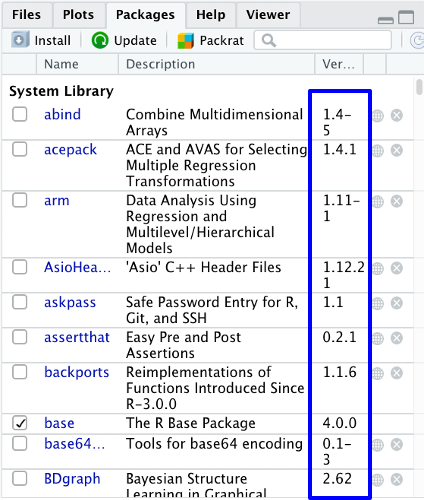 Files Plots Packages Help Viewer
Install Update Packrat
Name Description Ver...
System Library
abind Combine Multidimensional 1.4-
Arrays 5
acepack ACE and AVAS for Selecting 1.4.1
Multiple Regression
Transformations
arm Data Analysis Using 1.11-
Regression and 1
Multilevel/Hierarchical
Models
AsioHea... 'Asio' C++ Header Files 1.12.2
1
askpass Safe Password Entry for R, 1.1
Git, and SSH
assertthat Easy Pre and Post 0.2.1
Assertions
backports Reimplementations of 1.1.6
Functions Introduced Since
R-3.0.0
base The R Base Package 4.0.0
base64... Tools for base64 encoding 0.1-
3
BDgraph Bayesian Structure 2.62
Learning in Graphical